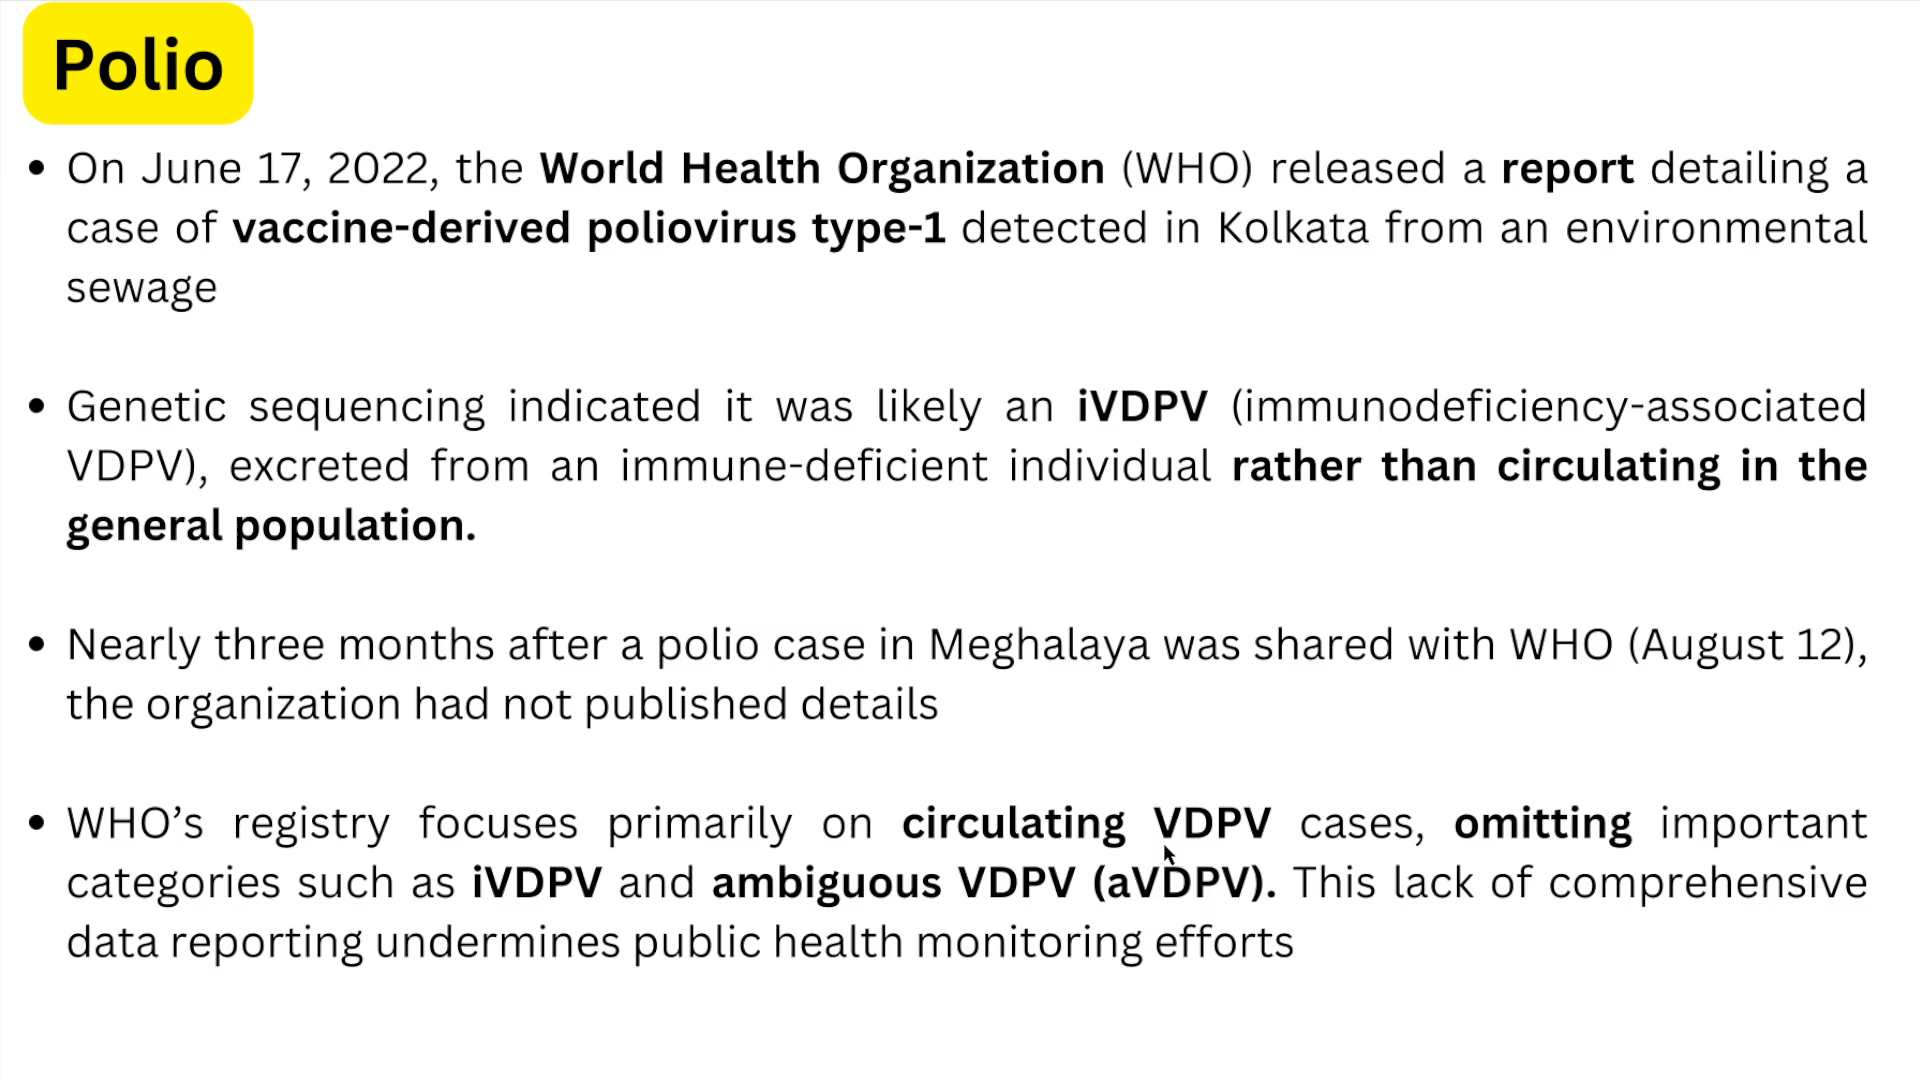 Polio
• On June 17, 2022, the World Health Organization (WHO) released a report detailing a
case of vaccine-derived poliovirus type-1 detected in Kolkata from an environmental
sewage
• Genetic sequencing indicated it was likely an iVDPV (immunodeficiency-associated
VDPV), excreted from an immune-deficient individual rather than circulating in the
general population.
• Nearly three months after a polio case in Meghalaya was shared with WHO (August 12),
the organization had not published details
• WHO’s registry focuses primarily on circulating VDPV cases, omitting important
categories such as iVDPV and ambiguous VDPV (aVDPV). This lack of comprehensive
data reporting undermines public health monitoring efforts